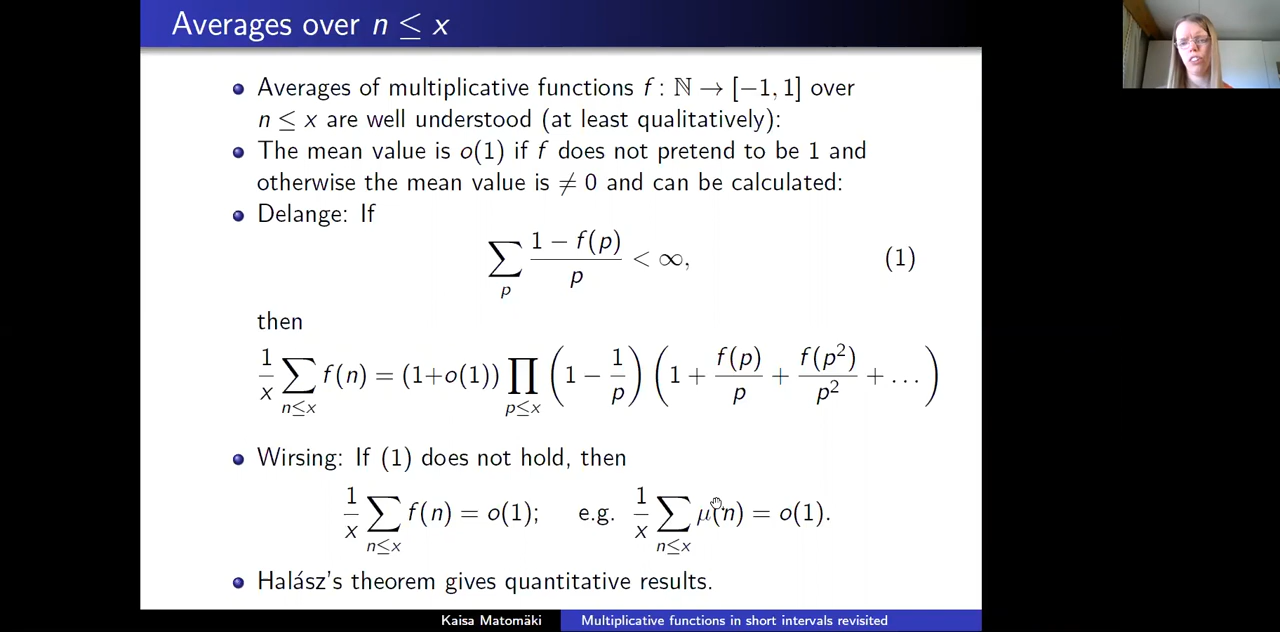 Averages over n ≤ x
Averages of multiplicative functions f : ℕ → [−1, 1] over
n ≤ x are well understood (at least qualitatively):
The mean value is o(1) if f does not pretend to be 1 and
otherwise the mean value is ≠ 0 and can be calculated:
Delange: If
∑_p (1 − f(p))/p < ∞, (1)
then
1/x ∑_{n≤x} f(n) = (1+o(1)) ∏_{p≤x} (1 − 1/p) (1 + f(p)/p + f(p²)/p² + …)
Wirsing: If (1) does not hold, then
1/x ∑_{n≤x} f(n) = o(1); e.g. 1/x ∑_{n≤x} μ(n) = o(1).
Halász's theorem gives quantitative results.
Kaisa Matomäki Multiplicative functions in short intervals revisited